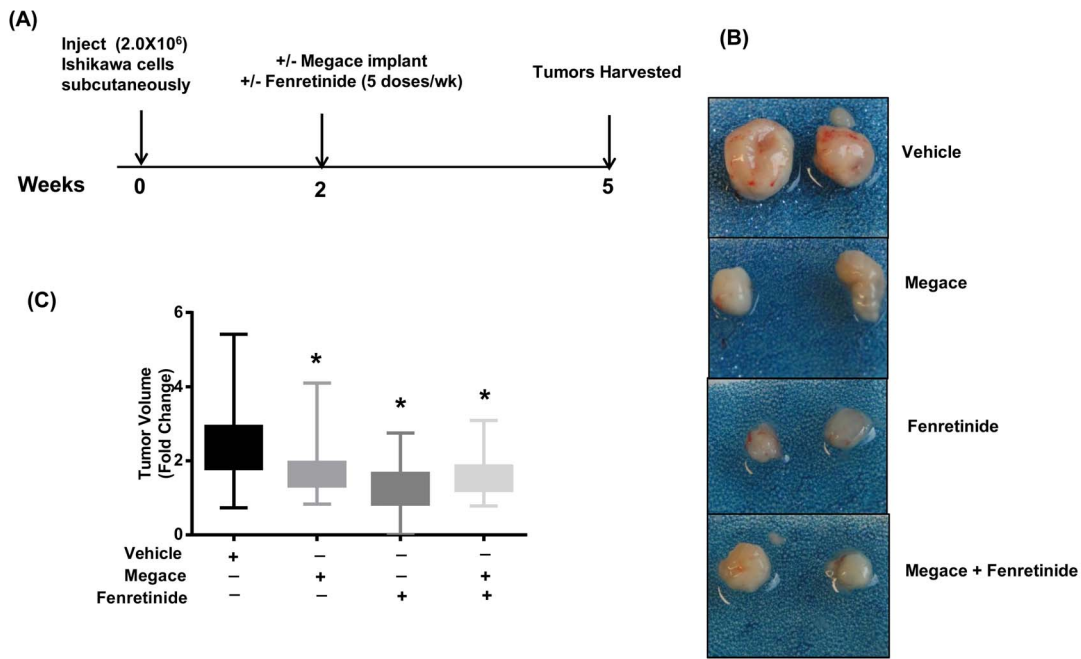 (A)
Inject (2.0X10⁶)
Ishikawa cells
subcutaneously
+/- Megace implant
+/- Fenretinide (5 doses/wk)
Tumors Harvested
Weeks 0 2 5
(B)
Vehicle
Megace
Fenretinide
Megace + Fenretinide
(C)
Tumor Volume
(Fold Change)
6
4
2
0
* * *
Vehicle + – – –
Megace – + – +
Fenretinide – – + +